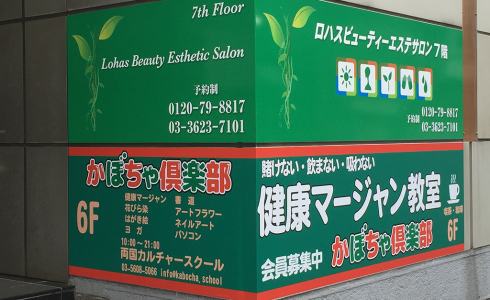 7th Floor
Lohas Beauty Esthetic Salon
予約制
0120-79-8817
03-3623-7101
ロハスビューティーエステサロン 7階
0120-79-8817
予約制 03-3623-7101
かぼちゃ倶楽部
6F
健康マージャン 書道
花びら染 アートフラワー
はがき絵 ネイルアート
ヨガ パソコン
10:00~21:00
両国カルチャースクール
03-5608-5066 info@kabocha_school
賭けない・飲まない・吸わない
健康マージャン教室
会員募集中 かぼちゃ倶楽部 6F